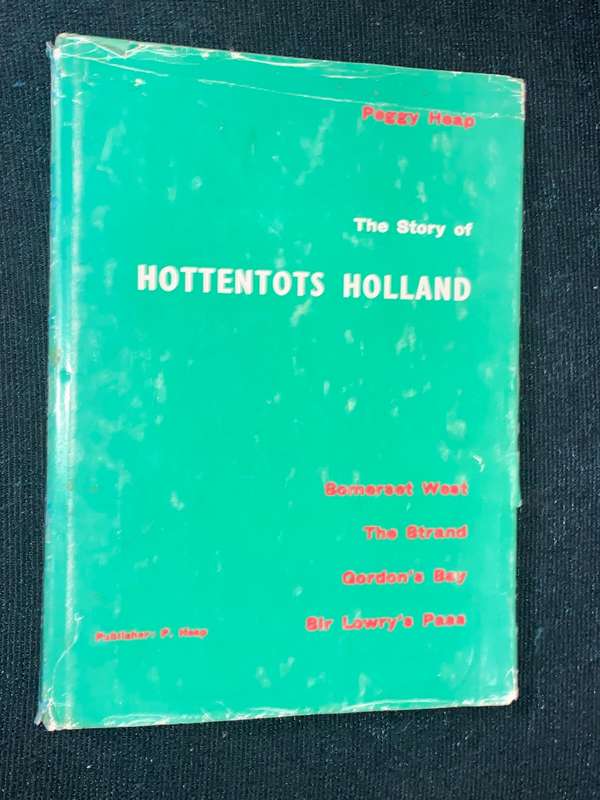 Peggy Heap
The Story of
HOTTENTOTS HOLLAND
Somerset West
The Strand
Gordon's Bay
Sir Lowry's Pass
Publisher: P. Heap